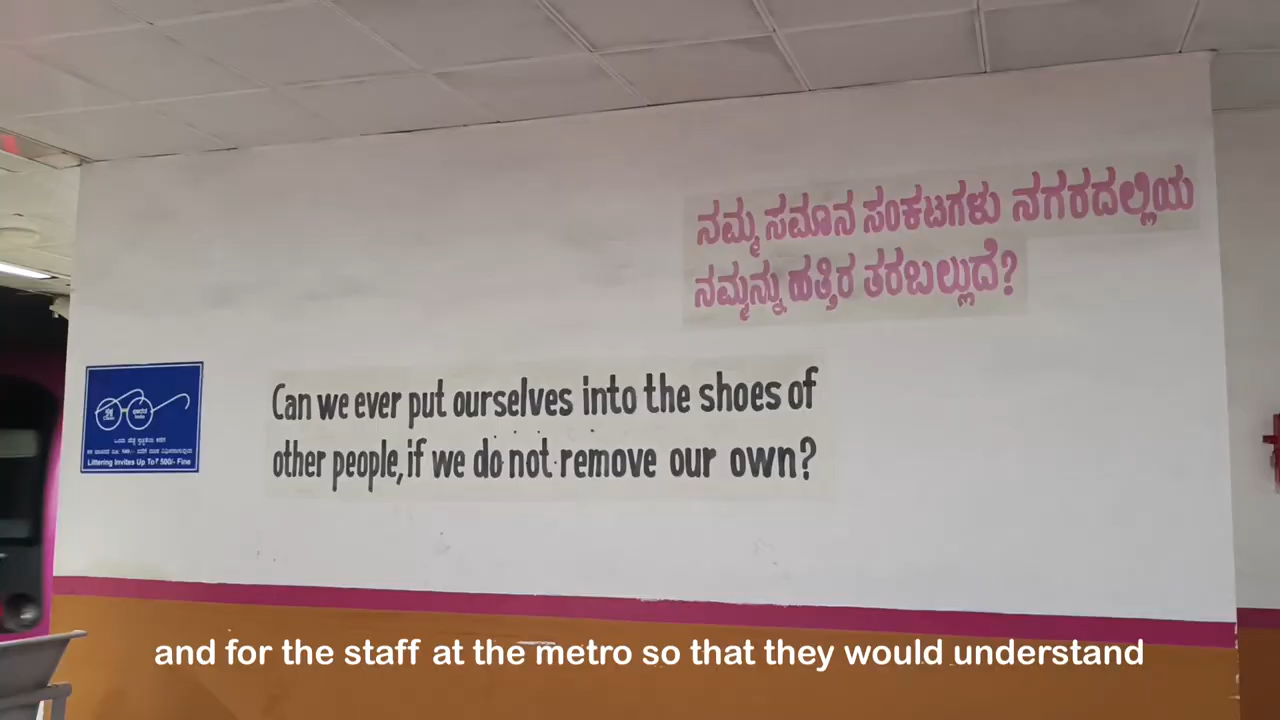 ನಮ್ಮ ಸಮಾನ ಸಂಕಟಗಳು ನಗರದಲ್ಲಿಯ
ನಮ್ಮನ್ನು ಹತ್ತಿರ ತರಬಲ್ಲುದೆ?
Can we ever put ourselves into the shoes of
other people, if we do not remove our own?
Littering Invites Up To ₹ 500/- Fine
and for the staff at the metro so that they would understand